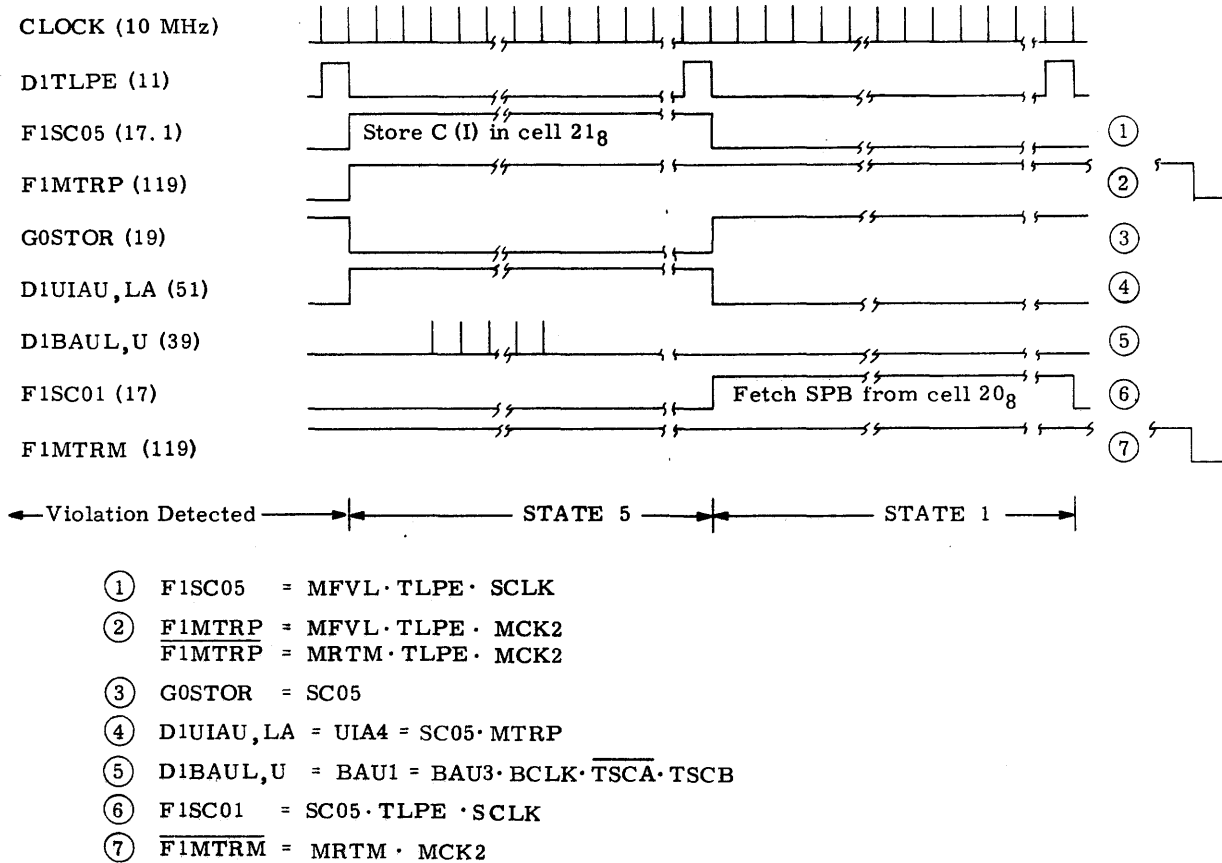 CLOCK (10 MHz)
D1TLPE (11)
F1SC05 (17.1) Store C (I) in cell 21₈ ①
F1MTRP (119) ②
G0STOR (19) ③
D1UIAU,LA (51) ④
D1BAUL,U (39) ⑤
F1SC01 (17) Fetch SPB from cell 20₈ ⑥
F1MTRM (119) ⑦
Violation Detected STATE 5 STATE 1
① F1SC05 = MFVL·TLPE· SCLK
② F1MTRP = MFVL·TLPE· MCK2
F̅1̅M̅T̅R̅P̅ = MRTM·TLPE· MCK2
③ G0STOR = SC05
④ D1UIAU,LA = UIA4 = SC05·MTRP
⑤ D1BAUL,U = BAU1 = BAU3·BCLK·T̅S̅C̅A̅·TSCB
⑥ F1SC01 = SC05·TLPE ·SCLK
⑦ F̅1̅M̅T̅R̅M̅ = MRTM · MCK2